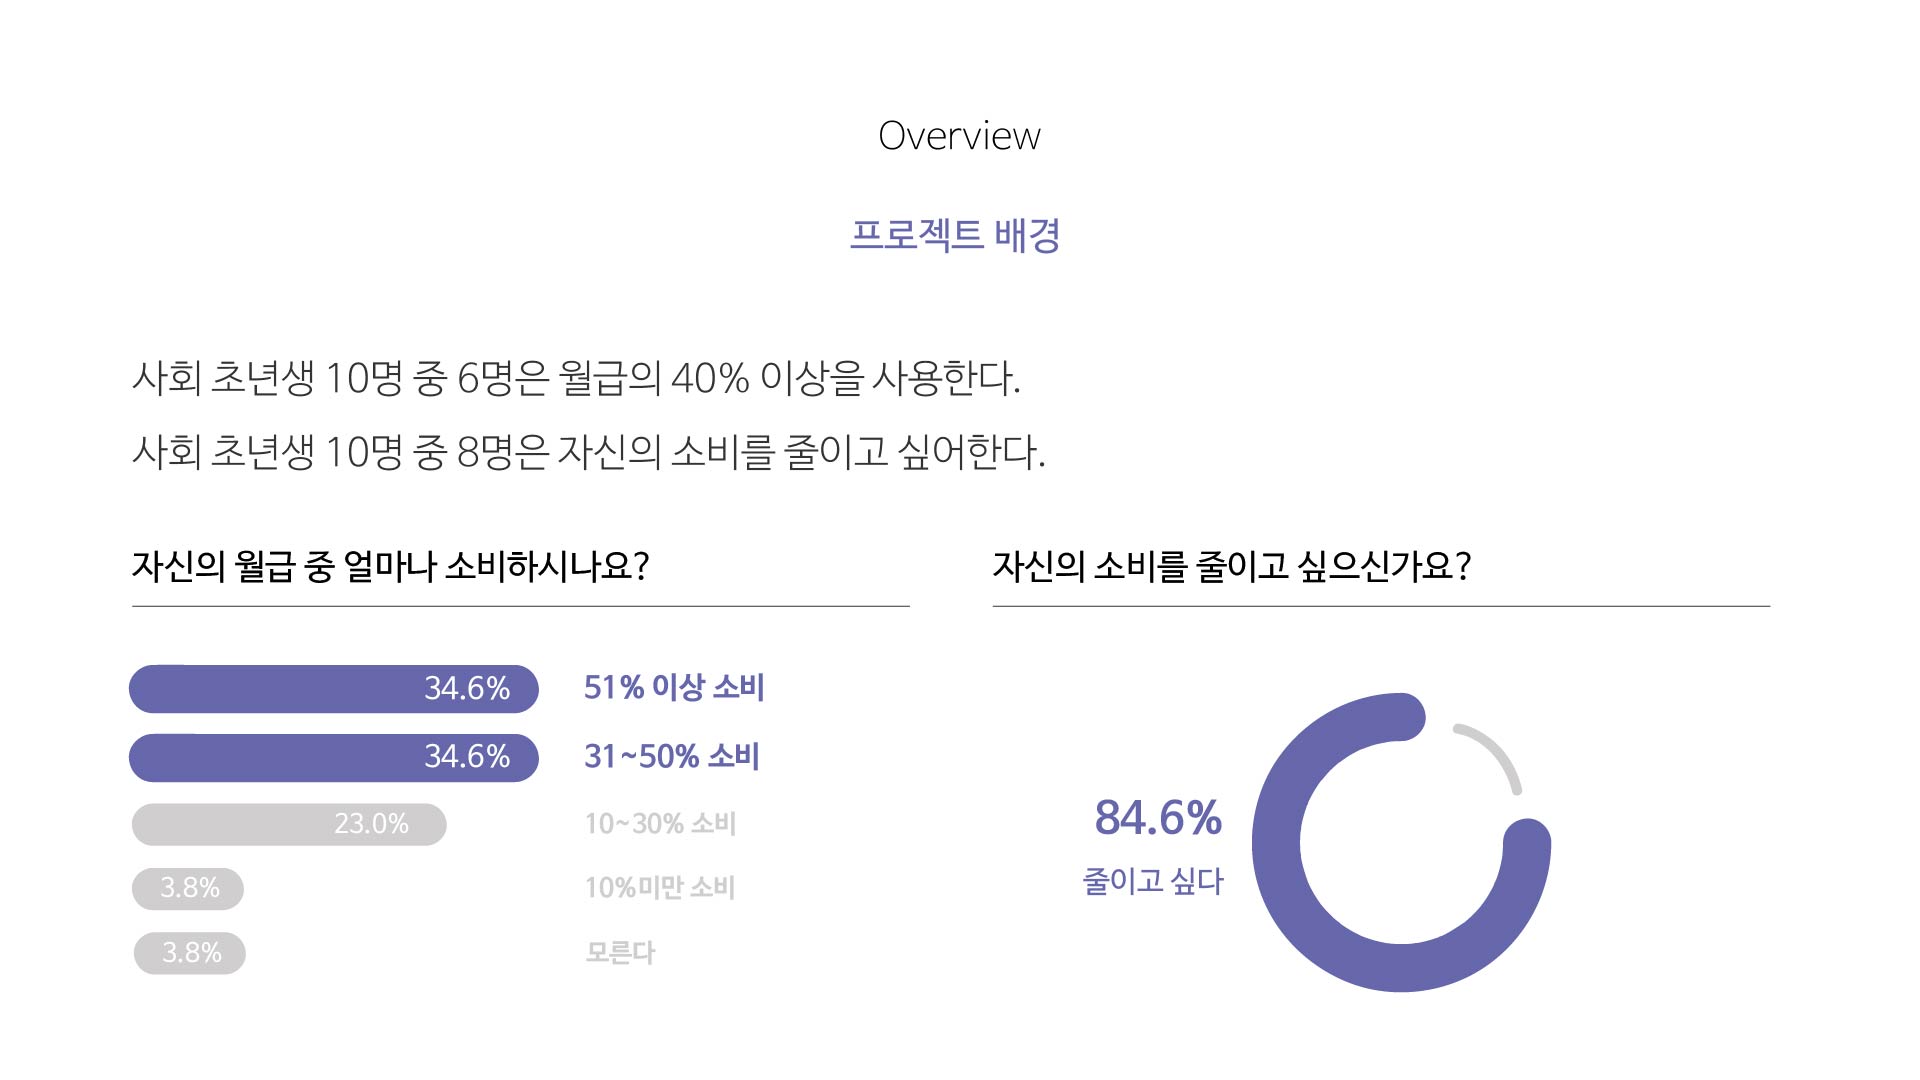 Overview
프로젝트 배경
사회 초년생 10명 중 6명은 월급의 40% 이상을 사용한다.
사회 초년생 10명 중 8명은 자신의 소비를 줄이고 싶어한다.
자신의 월급 중 얼마나 소비하시나요?
34.6% 51% 이상 소비
34.6% 31~50% 소비
23.0% 10~30% 소비
3.8% 10%미만 소비
3.8% 모른다
자신의 소비를 줄이고 싶으신가요?
84.6%
줄이고 싶다